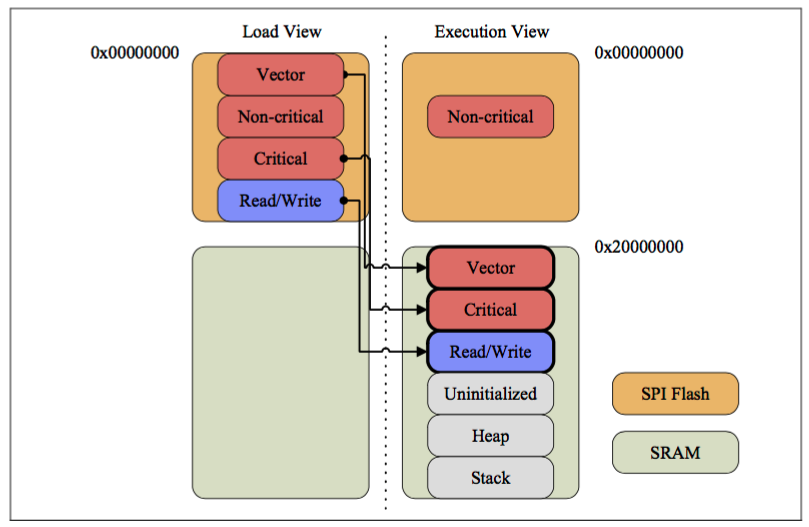 Load View
Execution View
0x00000000
0x00000000
Vector
Non-critical
Critical
Read/Write
Non-critical
0x20000000
Vector
Critical
Read/Write
Uninitialized
Heap
Stack
SPI Flash
SRAM